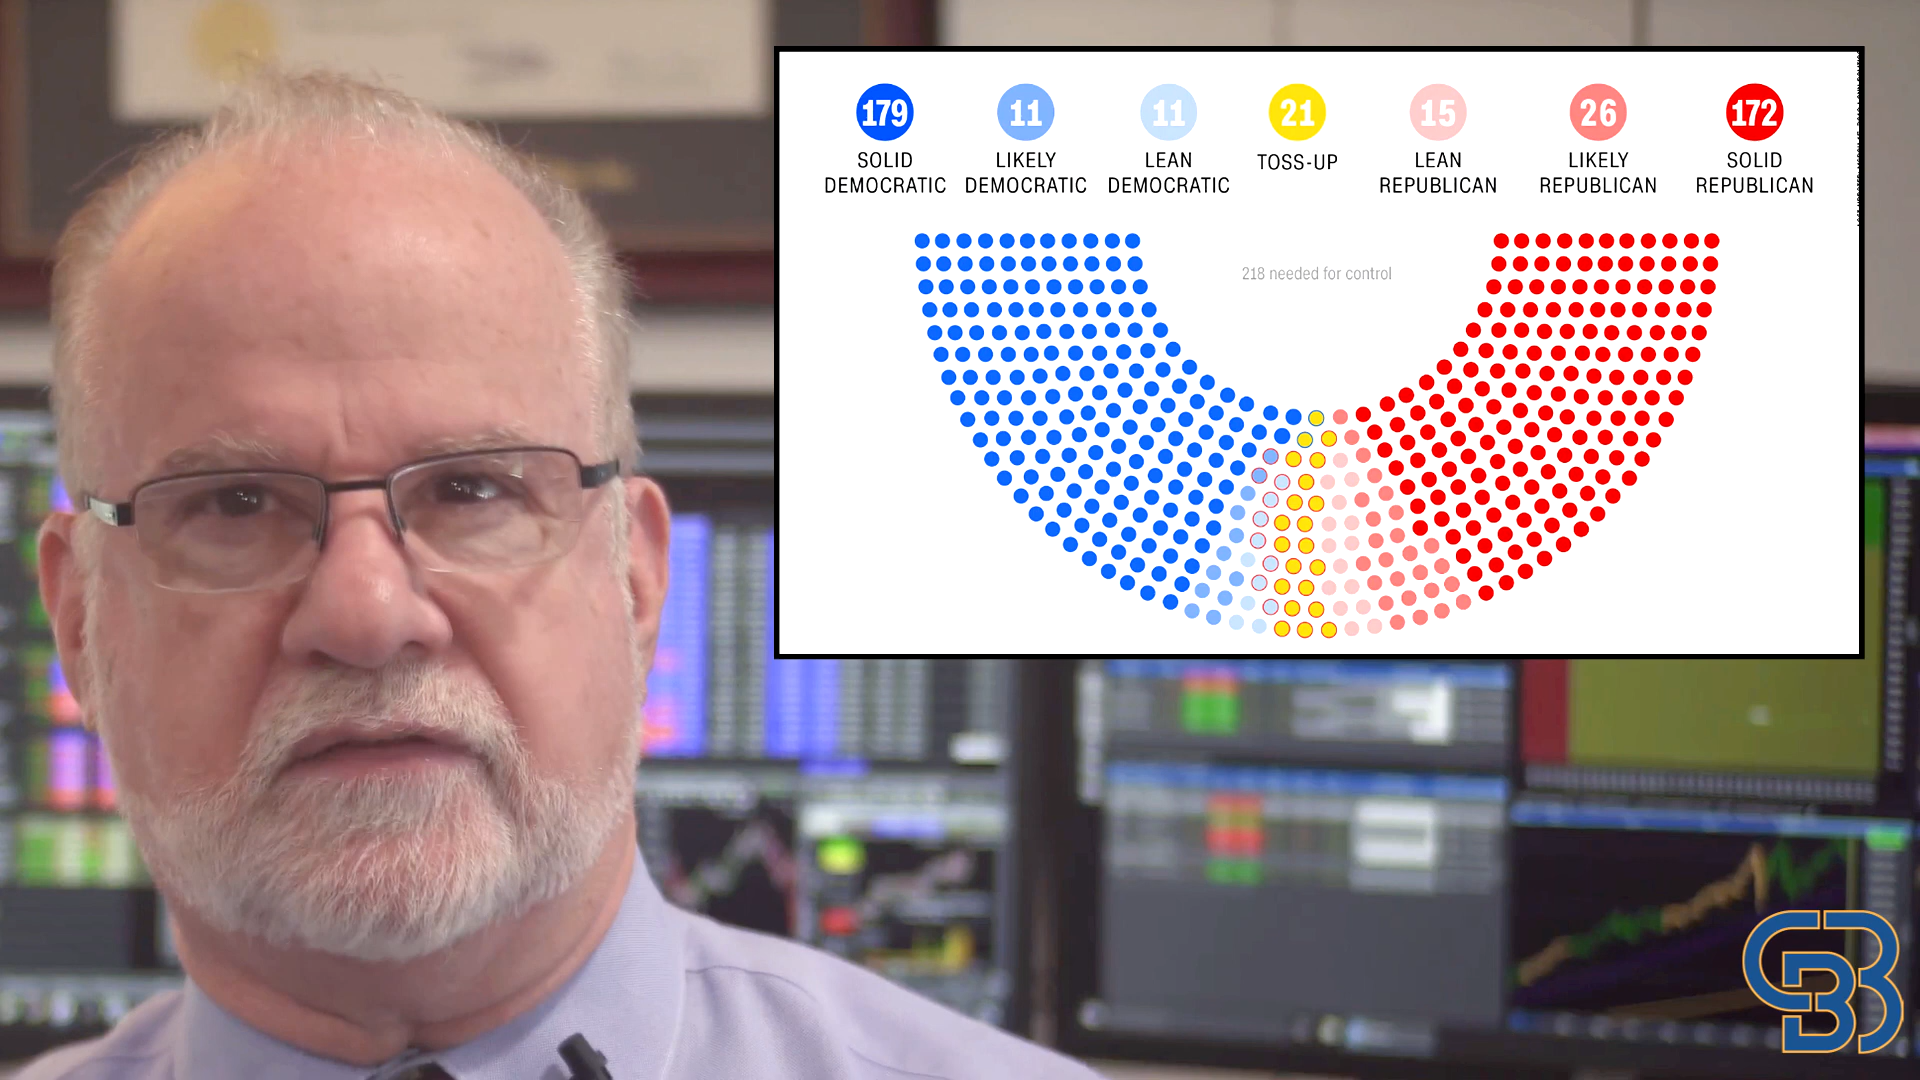 179
11
11
21
15
26
172
SOLID
DEMOCRATIC
LIKELY
DEMOCRATIC
LEAN
DEMOCRATIC
TOSS-UP
LEAN
REPUBLICAN
LIKELY
REPUBLICAN
SOLID
REPUBLICAN
218 needed for control